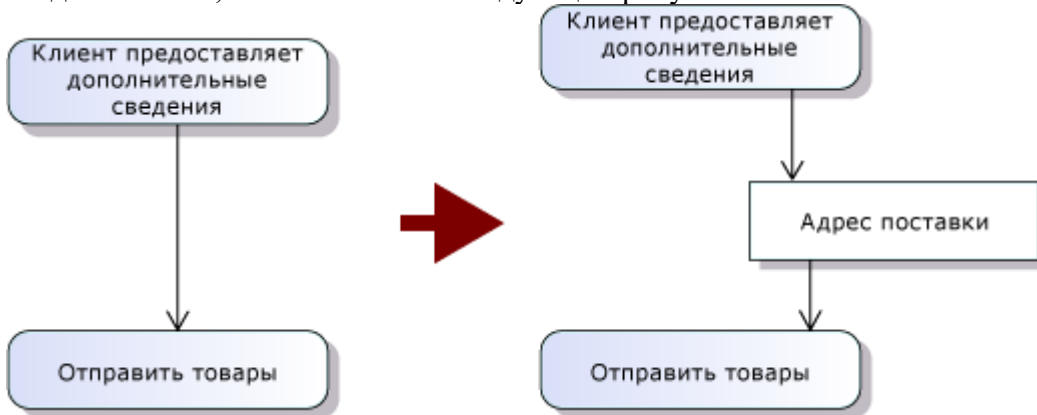 Клиент предоставляет
дополнительные
сведения
Отправить товары
Клиент предоставляет
дополнительные
сведения
Адрес поставки
Отправить товары